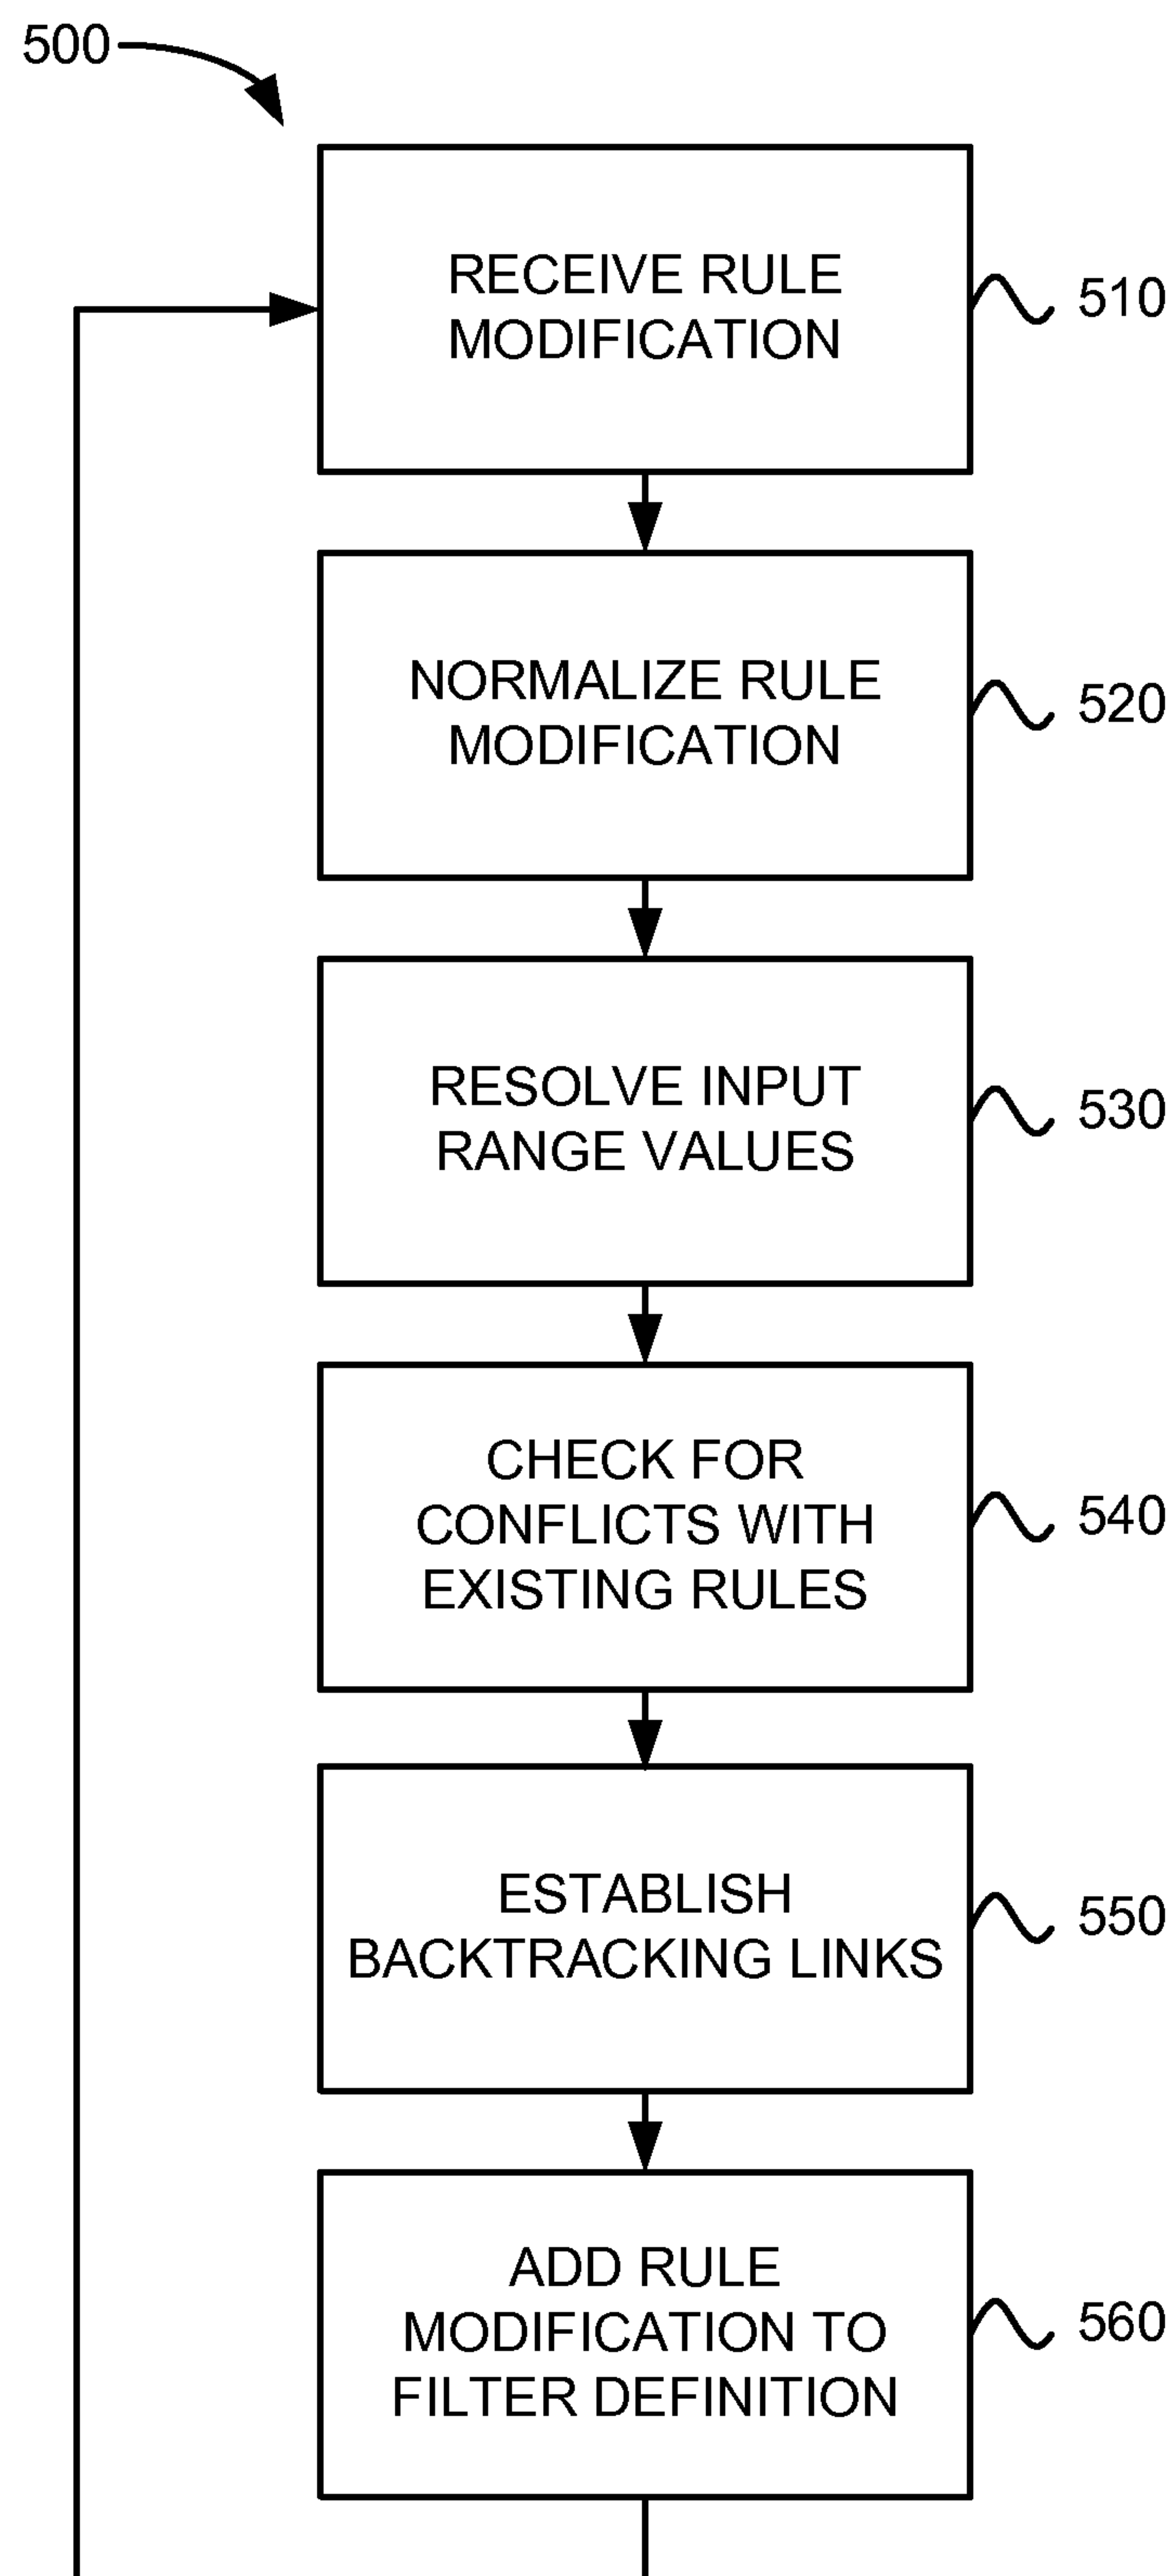 500
RECEIVE RULE
MODIFICATION
510
NORMALIZE RULE
MODIFICATION
520
RESOLVE INPUT
RANGE VALUES
530
CHECK FOR
CONFLICTS WITH
EXISTING RULES
540
ESTABLISH
BACKTRACKING LINKS
550
ADD RULE
MODIFICATION TO
FILTER DEFINITION
560